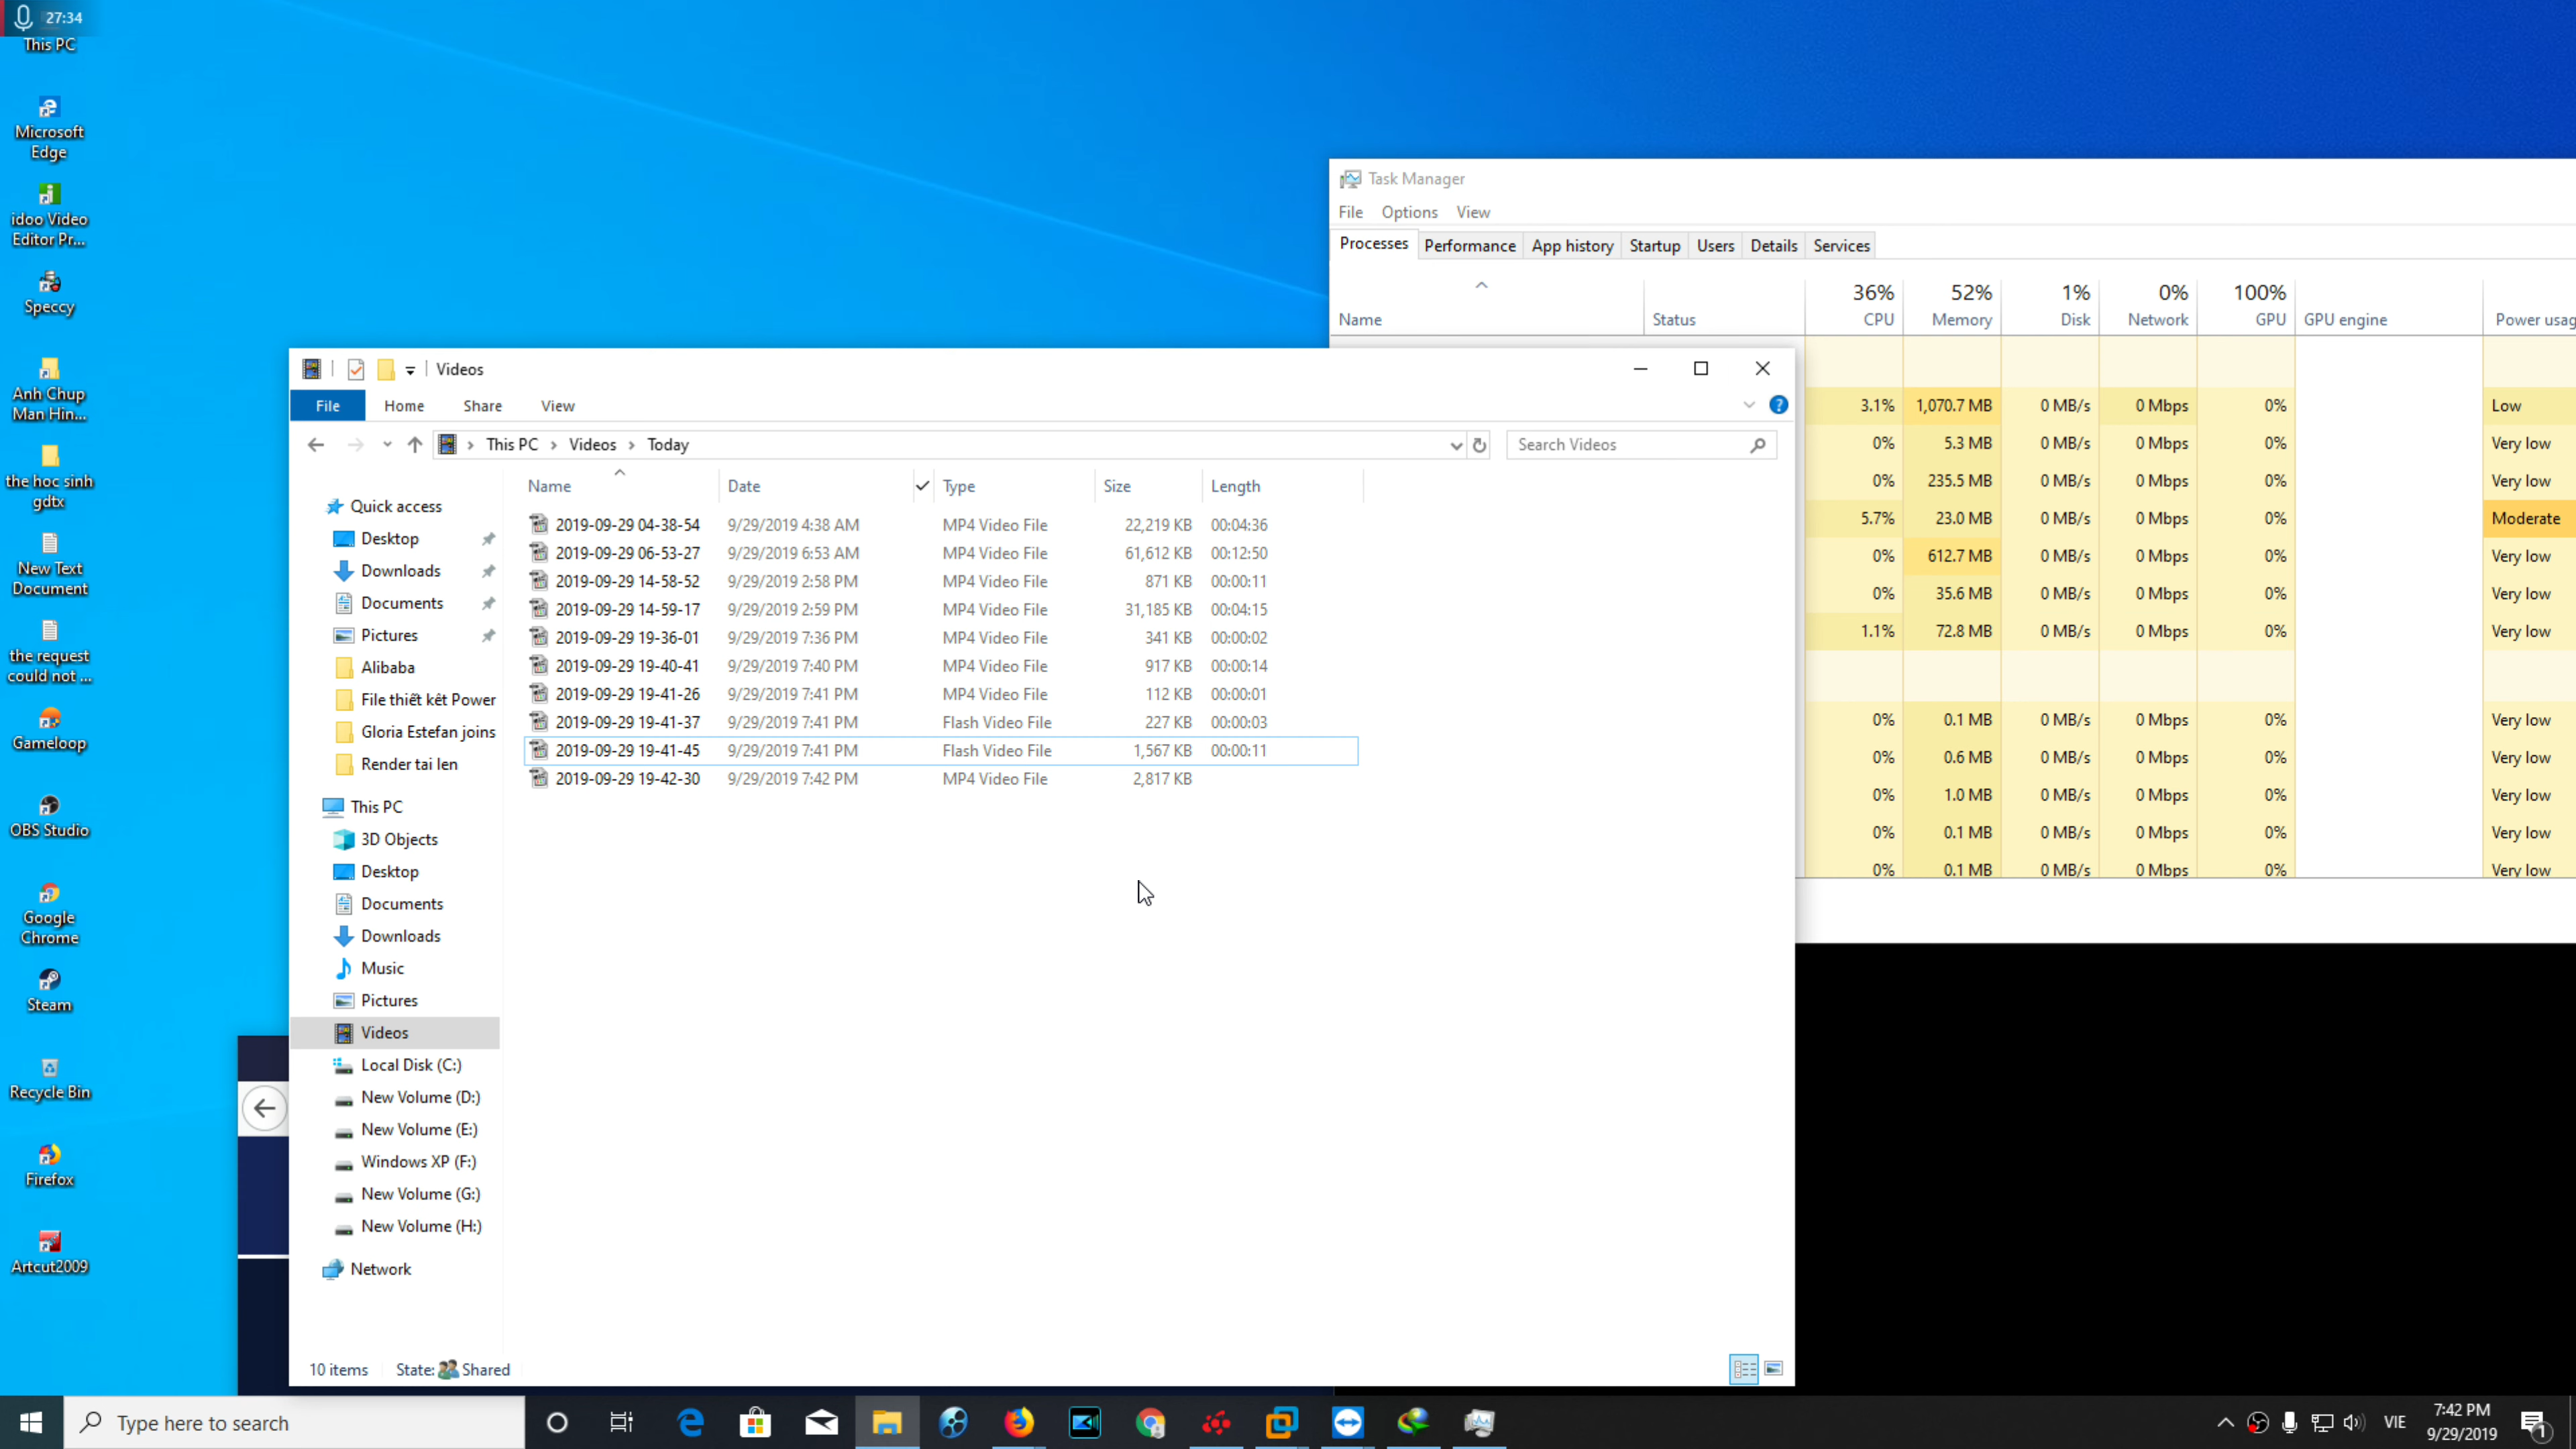 27:34
This PC
Microsoft
Edge
idoo Video
Editor Pr...
Speccy
Anh Chup
Man Hin...
the hoc sinh
gdtx
New Text
Document
the request
could not ...
Gameloop
OBS Studio
Google
Chrome
Steam
Recycle Bin
Firefox
Artcut2009
Task Manager
File Options View
Processes Performance App history Startup Users Details Services
36% 52% 1% 0% 100%
Name Status CPU Memory Disk Network GPU GPU engine Power usag
3.1% 1,070.7 MB 0 MB/s 0 Mbps 0% Low
0% 5.3 MB 0 MB/s 0 Mbps 0% Very low
0% 235.5 MB 0 MB/s 0 Mbps 0% Very low
5.7% 23.0 MB 0 MB/s 0 Mbps 0% Moderate
0% 612.7 MB 0 MB/s 0 Mbps 0% Very low
0% 35.6 MB 0 MB/s 0 Mbps 0% Very low
1.1% 72.8 MB 0 MB/s 0 Mbps 0% Very low
0% 0.1 MB 0 MB/s 0 Mbps 0% Very low
0% 0.6 MB 0 MB/s 0 Mbps 0% Very low
0% 1.0 MB 0 MB/s 0 Mbps 0% Very low
0% 0.1 MB 0 MB/s 0 Mbps 0% Very low
0% 0.1 MB 0 MB/s 0 Mbps 0% Very low
Videos
File Home Share View
This PC Videos Today
Search Videos
Name Date Type Size Length
2019-09-29 04-38-54 9/29/2019 4:38 AM MP4 Video File 22,219 KB 00:04:36
2019-09-29 06-53-27 9/29/2019 6:53 AM MP4 Video File 61,612 KB 00:12:50
2019-09-29 14-58-52 9/29/2019 2:58 PM MP4 Video File 871 KB 00:00:11
2019-09-29 14-59-17 9/29/2019 2:59 PM MP4 Video File 31,185 KB 00:04:15
2019-09-29 19-36-01 9/29/2019 7:36 PM MP4 Video File 341 KB 00:00:02
2019-09-29 19-40-41 9/29/2019 7:40 PM MP4 Video File 917 KB 00:00:14
2019-09-29 19-41-26 9/29/2019 7:41 PM MP4 Video File 112 KB 00:00:01
2019-09-29 19-41-37 9/29/2019 7:41 PM Flash Video File 227 KB 00:00:03
2019-09-29 19-41-45 9/29/2019 7:41 PM Flash Video File 1,567 KB 00:00:11
2019-09-29 19-42-30 9/29/2019 7:42 PM MP4 Video File 2,817 KB
Quick access
Desktop
Downloads
Documents
Pictures
Alibaba
File thiết kêt Power
Gloria Estefan joins
Render tai len
This PC
3D Objects
Desktop
Documents
Downloads
Music
Pictures
Videos
Local Disk (C:)
New Volume (D:)
New Volume (E:)
Windows XP (F:)
New Volume (G:)
New Volume (H:)
Network
10 items State: Shared
Type here to search
VIE
7:42 PM
9/29/2019
1